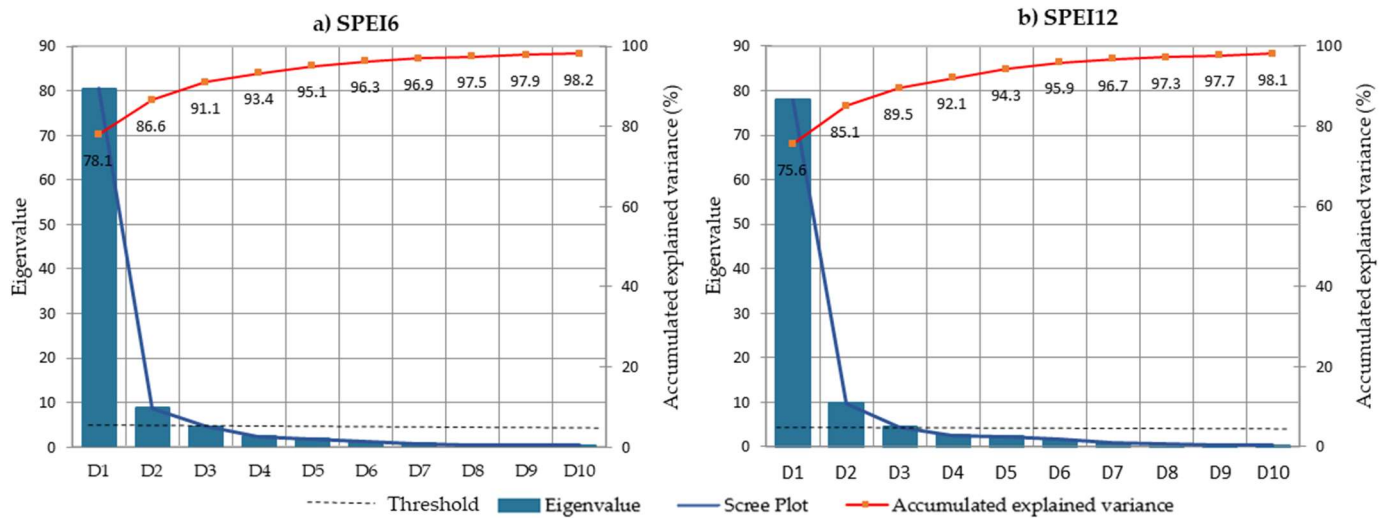 a) SPEI6
b) SPEI12
90
80
70
60
50
40
30
20
10
0
Eigenvalue
100
80
60
40
20
0
Accumulated explained variance (%)
78.1 86.6 91.1 93.4 95.1 96.3 96.9 97.5 97.9 98.2
D1 D2 D3 D4 D5 D6 D7 D8 D9 D10
90
80
70
60
50
40
30
20
10
0
Eigenvalue
100
80
60
40
20
0
Accumulated explained variance (%)
75.6 85.1 89.5 92.1 94.3 95.9 96.7 97.3 97.7 98.1
D1 D2 D3 D4 D5 D6 D7 D8 D9 D10
Threshold Eigenvalue Scree Plot Accumulated explained variance